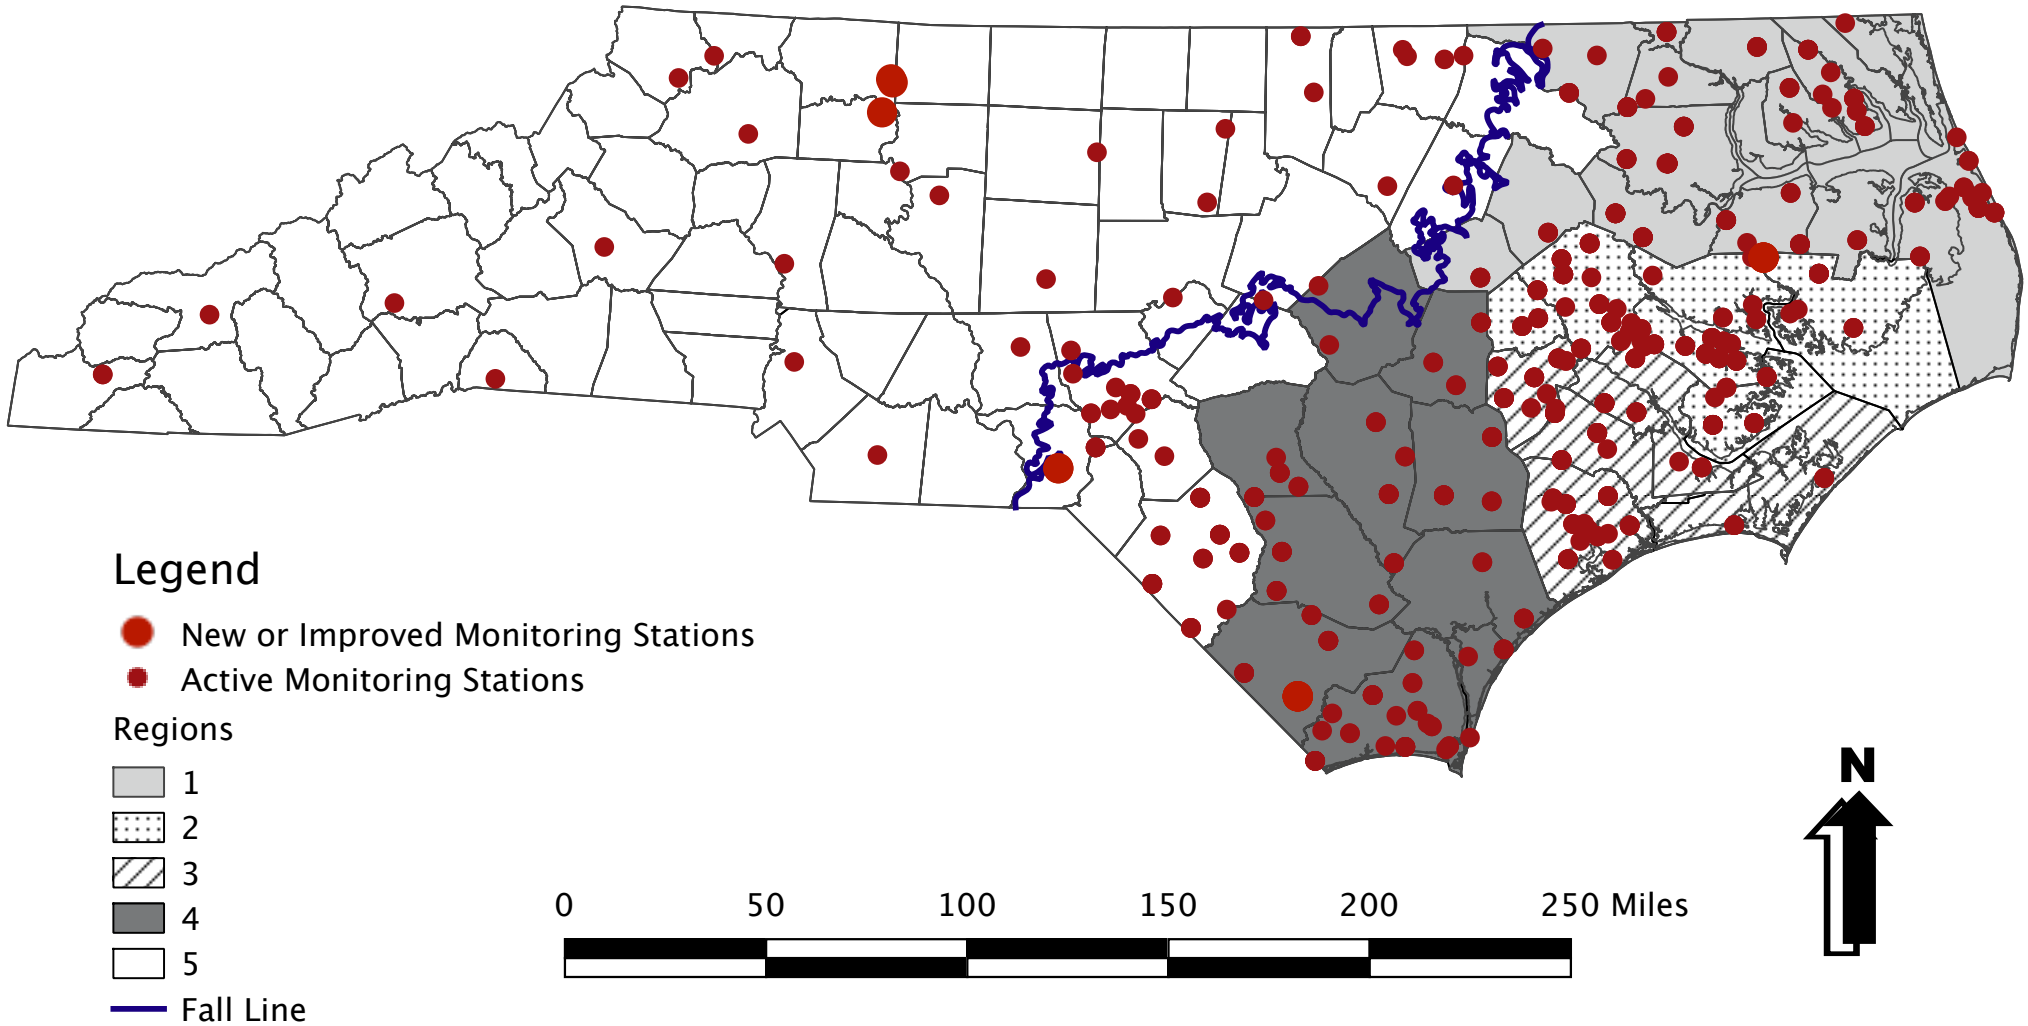 Legend
New or Improved Monitoring Stations
Active Monitoring Stations
Regions
1
2
3
4
5
Fall Line
0 50 100 150 200 250 Miles
N